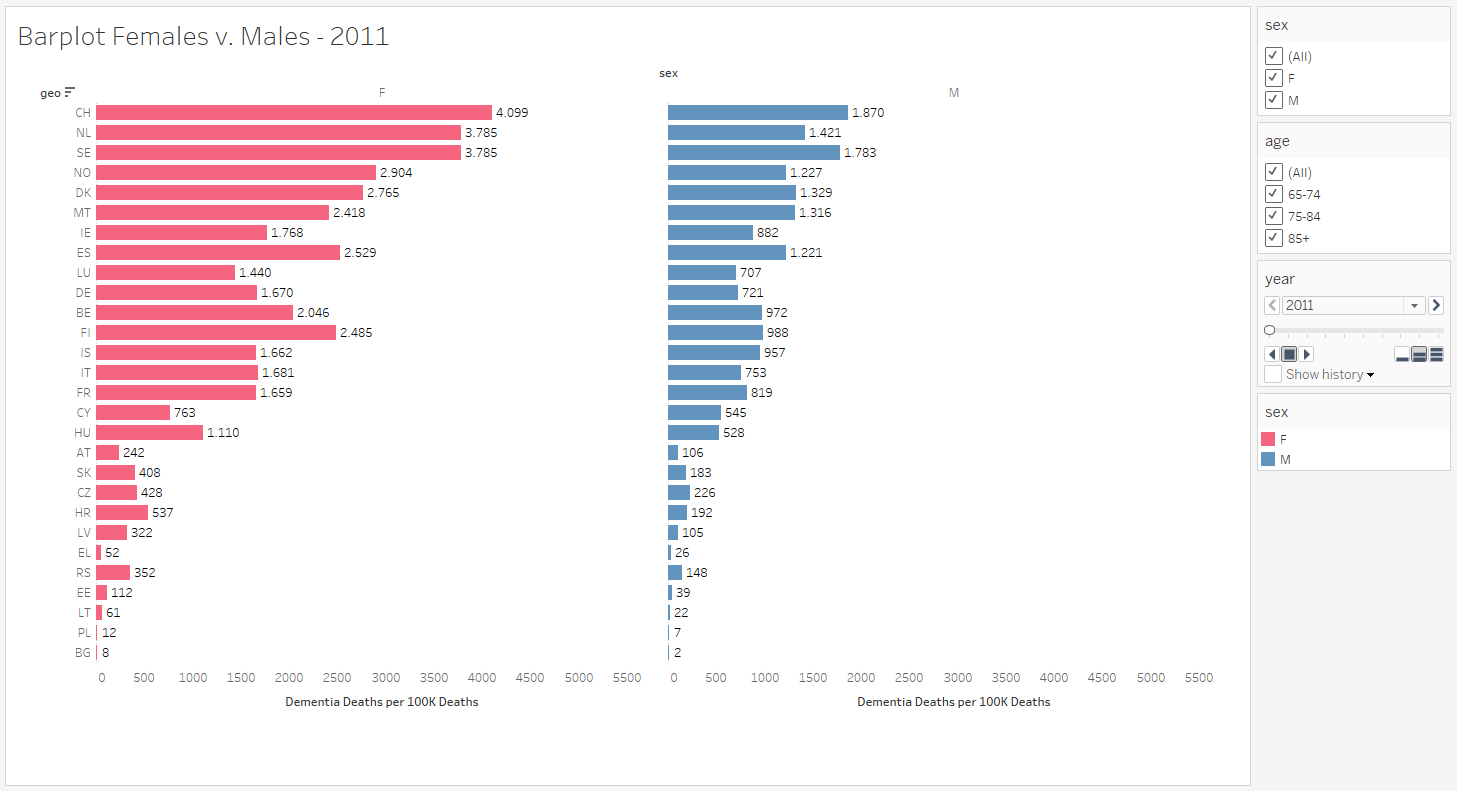 Barplot Females v. Males - 2011
sex
geo F M
CH 4.099 1.870
NL 3.785 1.421
SE 3.785 1.783
NO 2.904 1.227
DK 2.765 1.329
MT 2.418 1.316
IE 1.768 882
ES 2.529 1.221
LU 1.440 707
DE 1.670 721
BE 2.046 972
FI 2.485 988
IS 1.662 957
IT 1.681 753
FR 1.659 819
CY 763 545
HU 1.110 528
AT 242 106
SK 408 183
CZ 428 226
HR 537 192
LV 322 105
EL 52 26
RS 352 148
EE 112 39
LT 61 22
PL 12 7
BG 8 2
0 500 1000 1500 2000 2500 3000 3500 4000 4500 5000 5500 0 500 1000 1500 2000 2500 3000 3500 4000 4500 5000 5500
Dementia Deaths per 100K Deaths Dementia Deaths per 100K Deaths
sex
(All)
F
M
age
(All)
65-74
75-84
85+
year
2011
Show history
sex
F
M